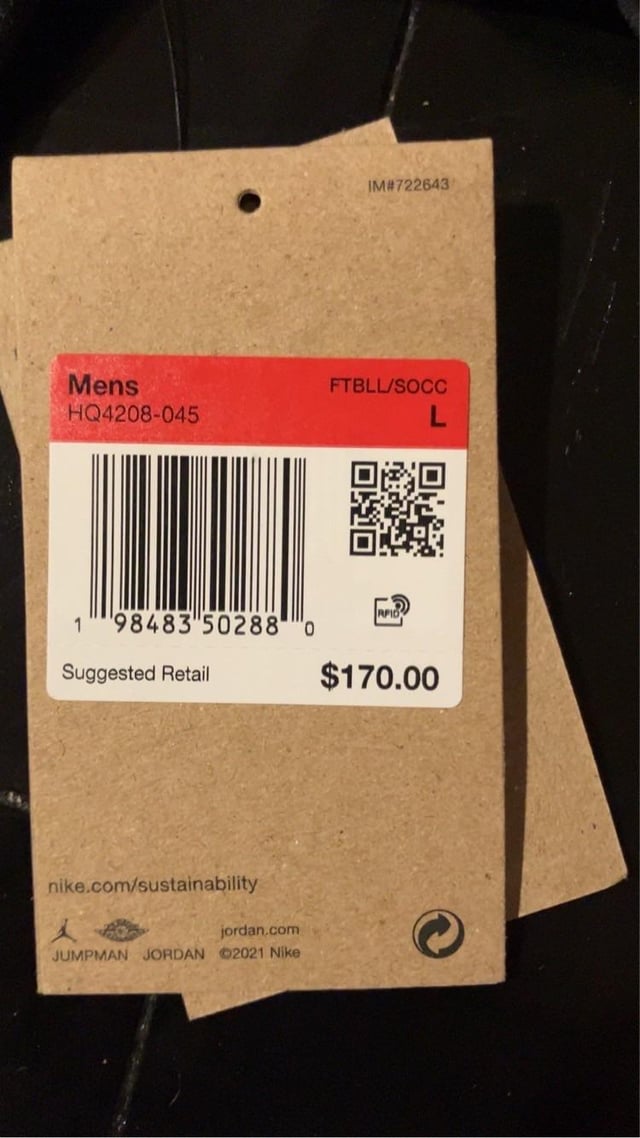 IM#722643
Mens FTBLL/SOCC
HQ4208-045 L
RFID
1 98483 50288 0
Suggested Retail $170.00
nike.com/sustainability
jordan.com
JUMPMAN JORDAN ©2021 Nike